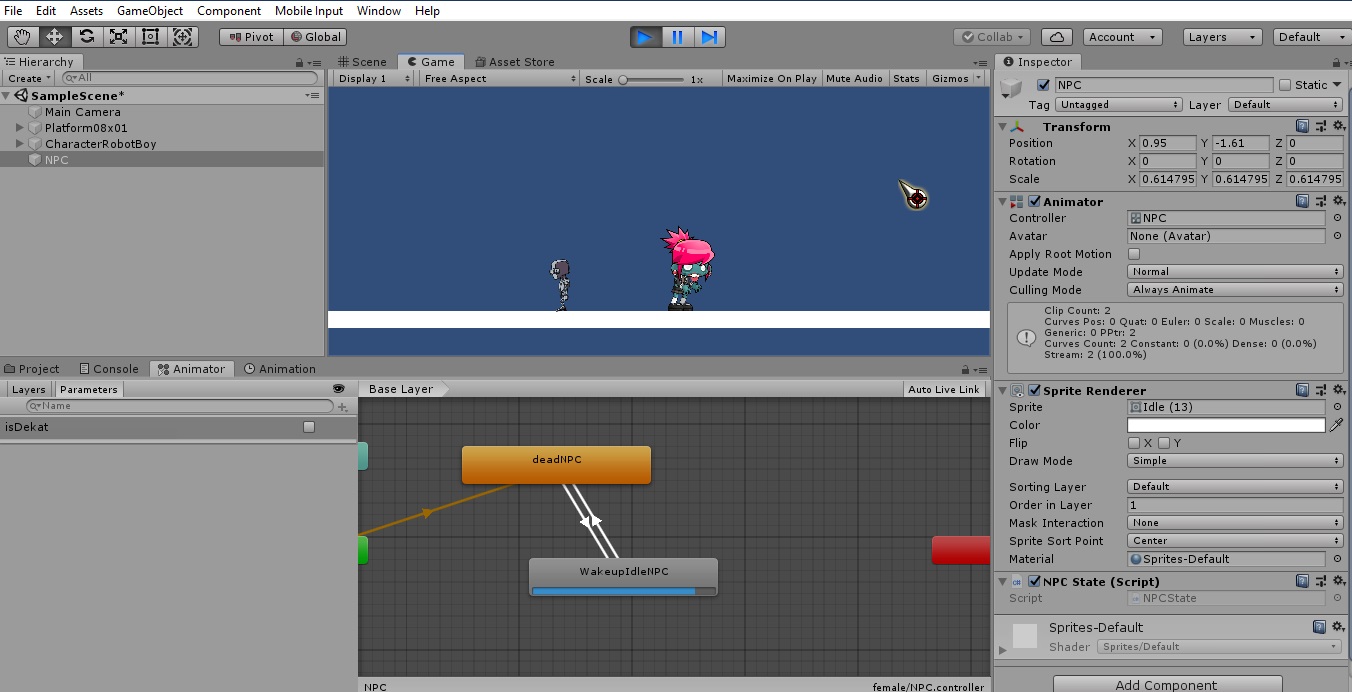 File Edit Assets GameObject Component Mobile Input Window Help
Pivot Global Collab Account Layers Default
Hierarchy
Create All
SampleScene*
Main Camera
Platform08x01
CharacterRobotBoy
NPC
Scene Game Asset Store
Display 1 Free Aspect Scale 1x Maximize On Play Mute Audio Stats Gizmos
Project Console Animator Animation
Layers Parameters Base Layer Auto Live Link
Name
isDekat
deadNPC
WakeupIdleNPC
NPC female/NPC.controller
Inspector
NPC Static
Tag Untagged Layer Default
Transform
Position X 0.95 Y -1.61 Z 0
Rotation X 0 Y 0 Z 0
Scale X 0.614795 Y 0.614795 Z 0.614795
Animator
Controller NPC
Avatar None (Avatar)
Apply Root Motion
Update Mode Normal
Culling Mode Always Animate
Clip Count: 2
Curves Pos: 0 Quat: 0 Euler: 0 Scale: 0 Muscles: 0
Generic: 0 PPtr: 2
Curves Count: 2 Constant: 0 (0.0%) Dense: 0 (0.0%)
Stream: 2 (100.0%)
Sprite Renderer
Sprite Idle (13)
Color
Flip X Y
Draw Mode Simple
Sorting Layer Default
Order in Layer 1
Mask Interaction None
Sprite Sort Point Center
Material Sprites-Default
NPC State (Script)
Script NPCState
Sprites-Default
Shader Sprites/Default
Add Component